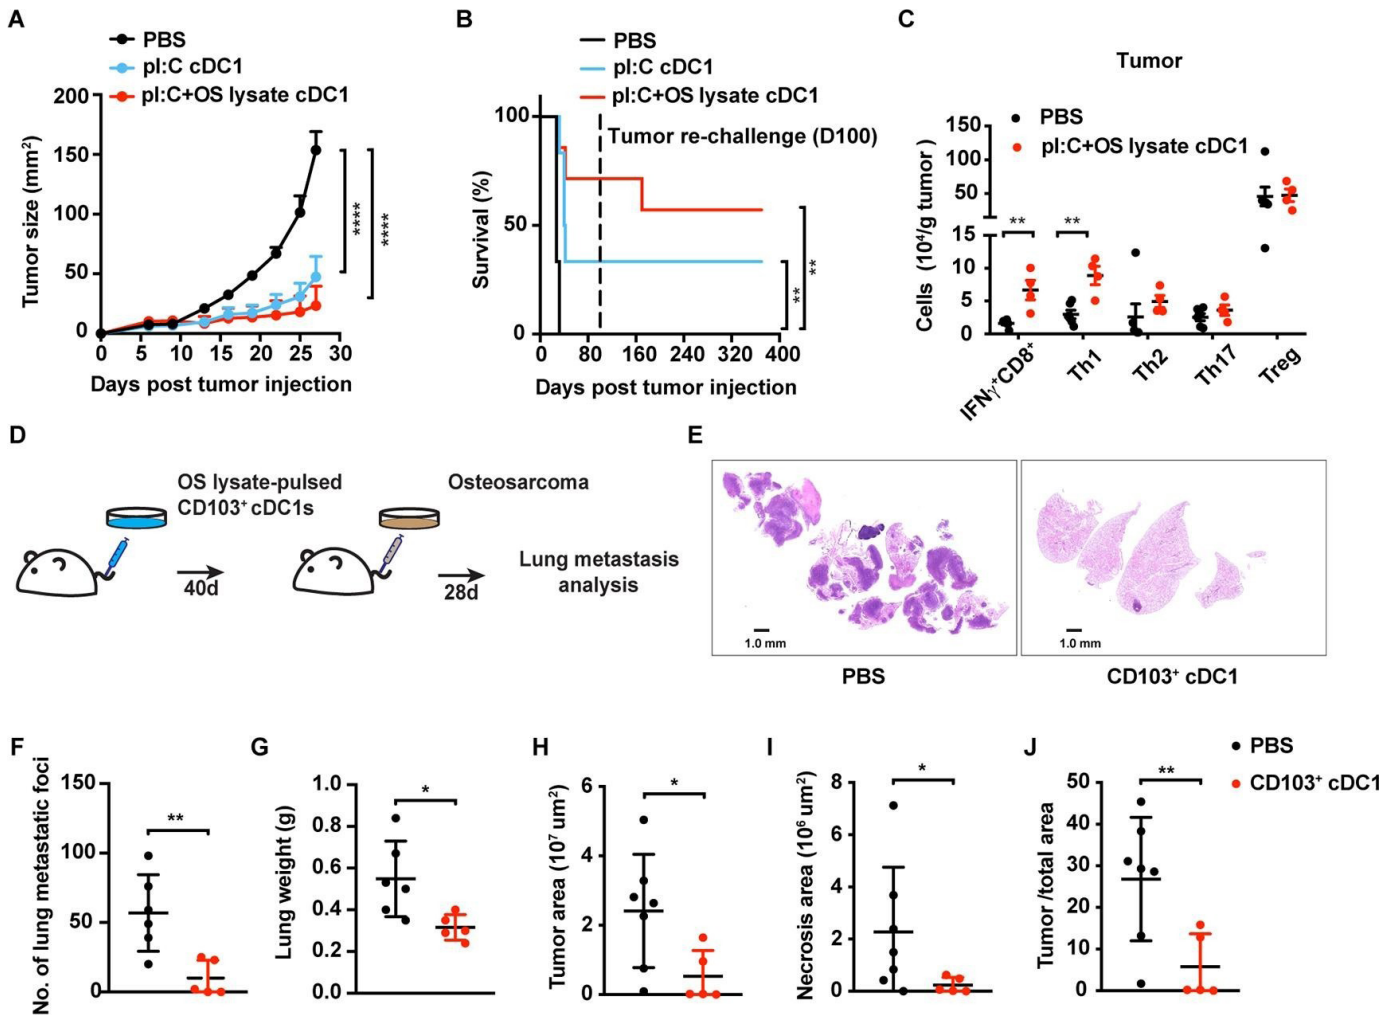 A
PBS
pI:C cDC1
pI:C+OS lysate cDC1
Tumor size (mm²)
200
150
100
50
0
0 5 10 15 20 25 30
Days post tumor injection
****
****
B
PBS
pI:C cDC1
pI:C+OS lysate cDC1
Survival (%)
100
50
0
Tumor re-challenge (D100)
0 80 160 240 320 400
Days post tumor injection
**
**
C
Tumor
PBS
pI:C+OS lysate cDC1
Cells (10⁴/g tumor )
150
100
50
15
10
5
0
**
**
IFNγ⁺CD8⁺
Th1
Th2
Th17
Treg
D
OS lysate-pulsed
CD103⁺ cDC1s
40d
Osteosarcoma
28d
Lung metastasis
analysis
E
1.0 mm
1.0 mm
PBS
CD103⁺ cDC1
F
No. of lung metastatic foci
150
100
50
0
**
G
Lung weight (g)
1.0
0.8
0.6
0.4
0.2
0.0
*
H
Tumor area (10⁷ um²)
6
4
2
0
*
I
Necrosis area (10⁶ um²)
8
6
4
2
0
*
J
Tumor /total area
50
40
30
20
10
0
**
PBS
CD103⁺ cDC1